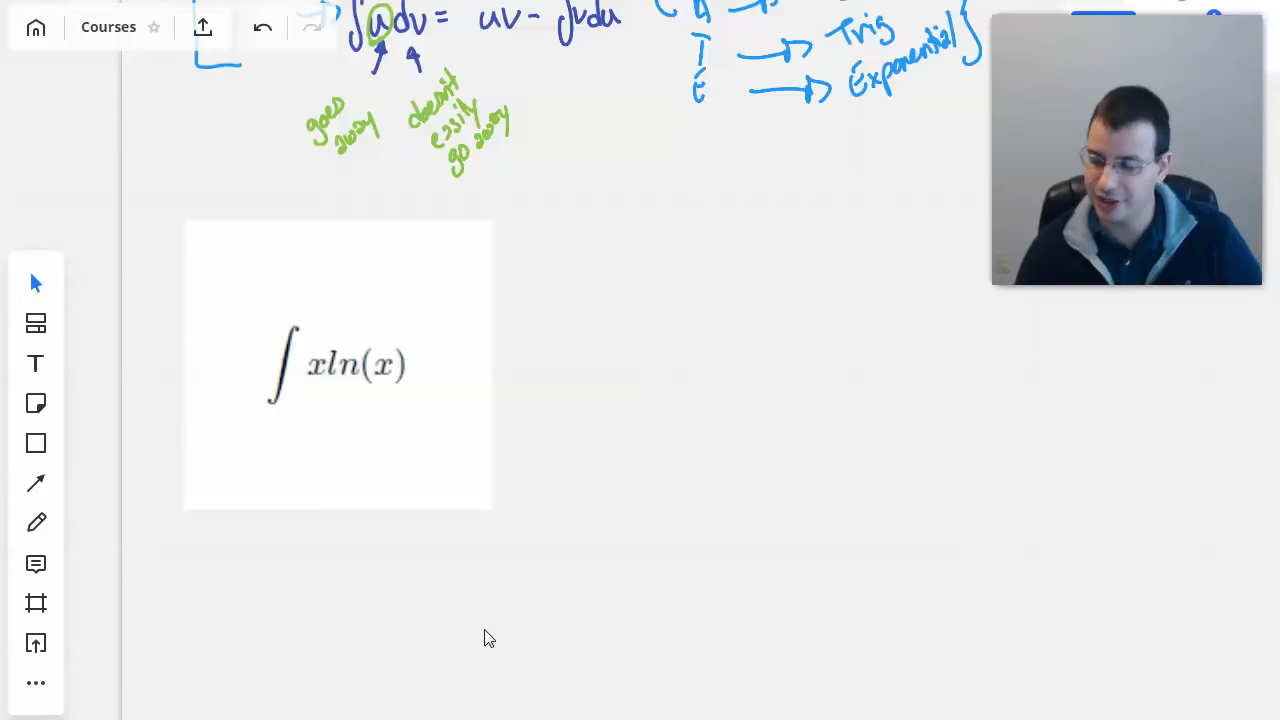 Courses
∫udv = uv - ∫vdu
T → Trig
E → Exponential
goes away
doesn't easily go away
∫ xln(x)
T